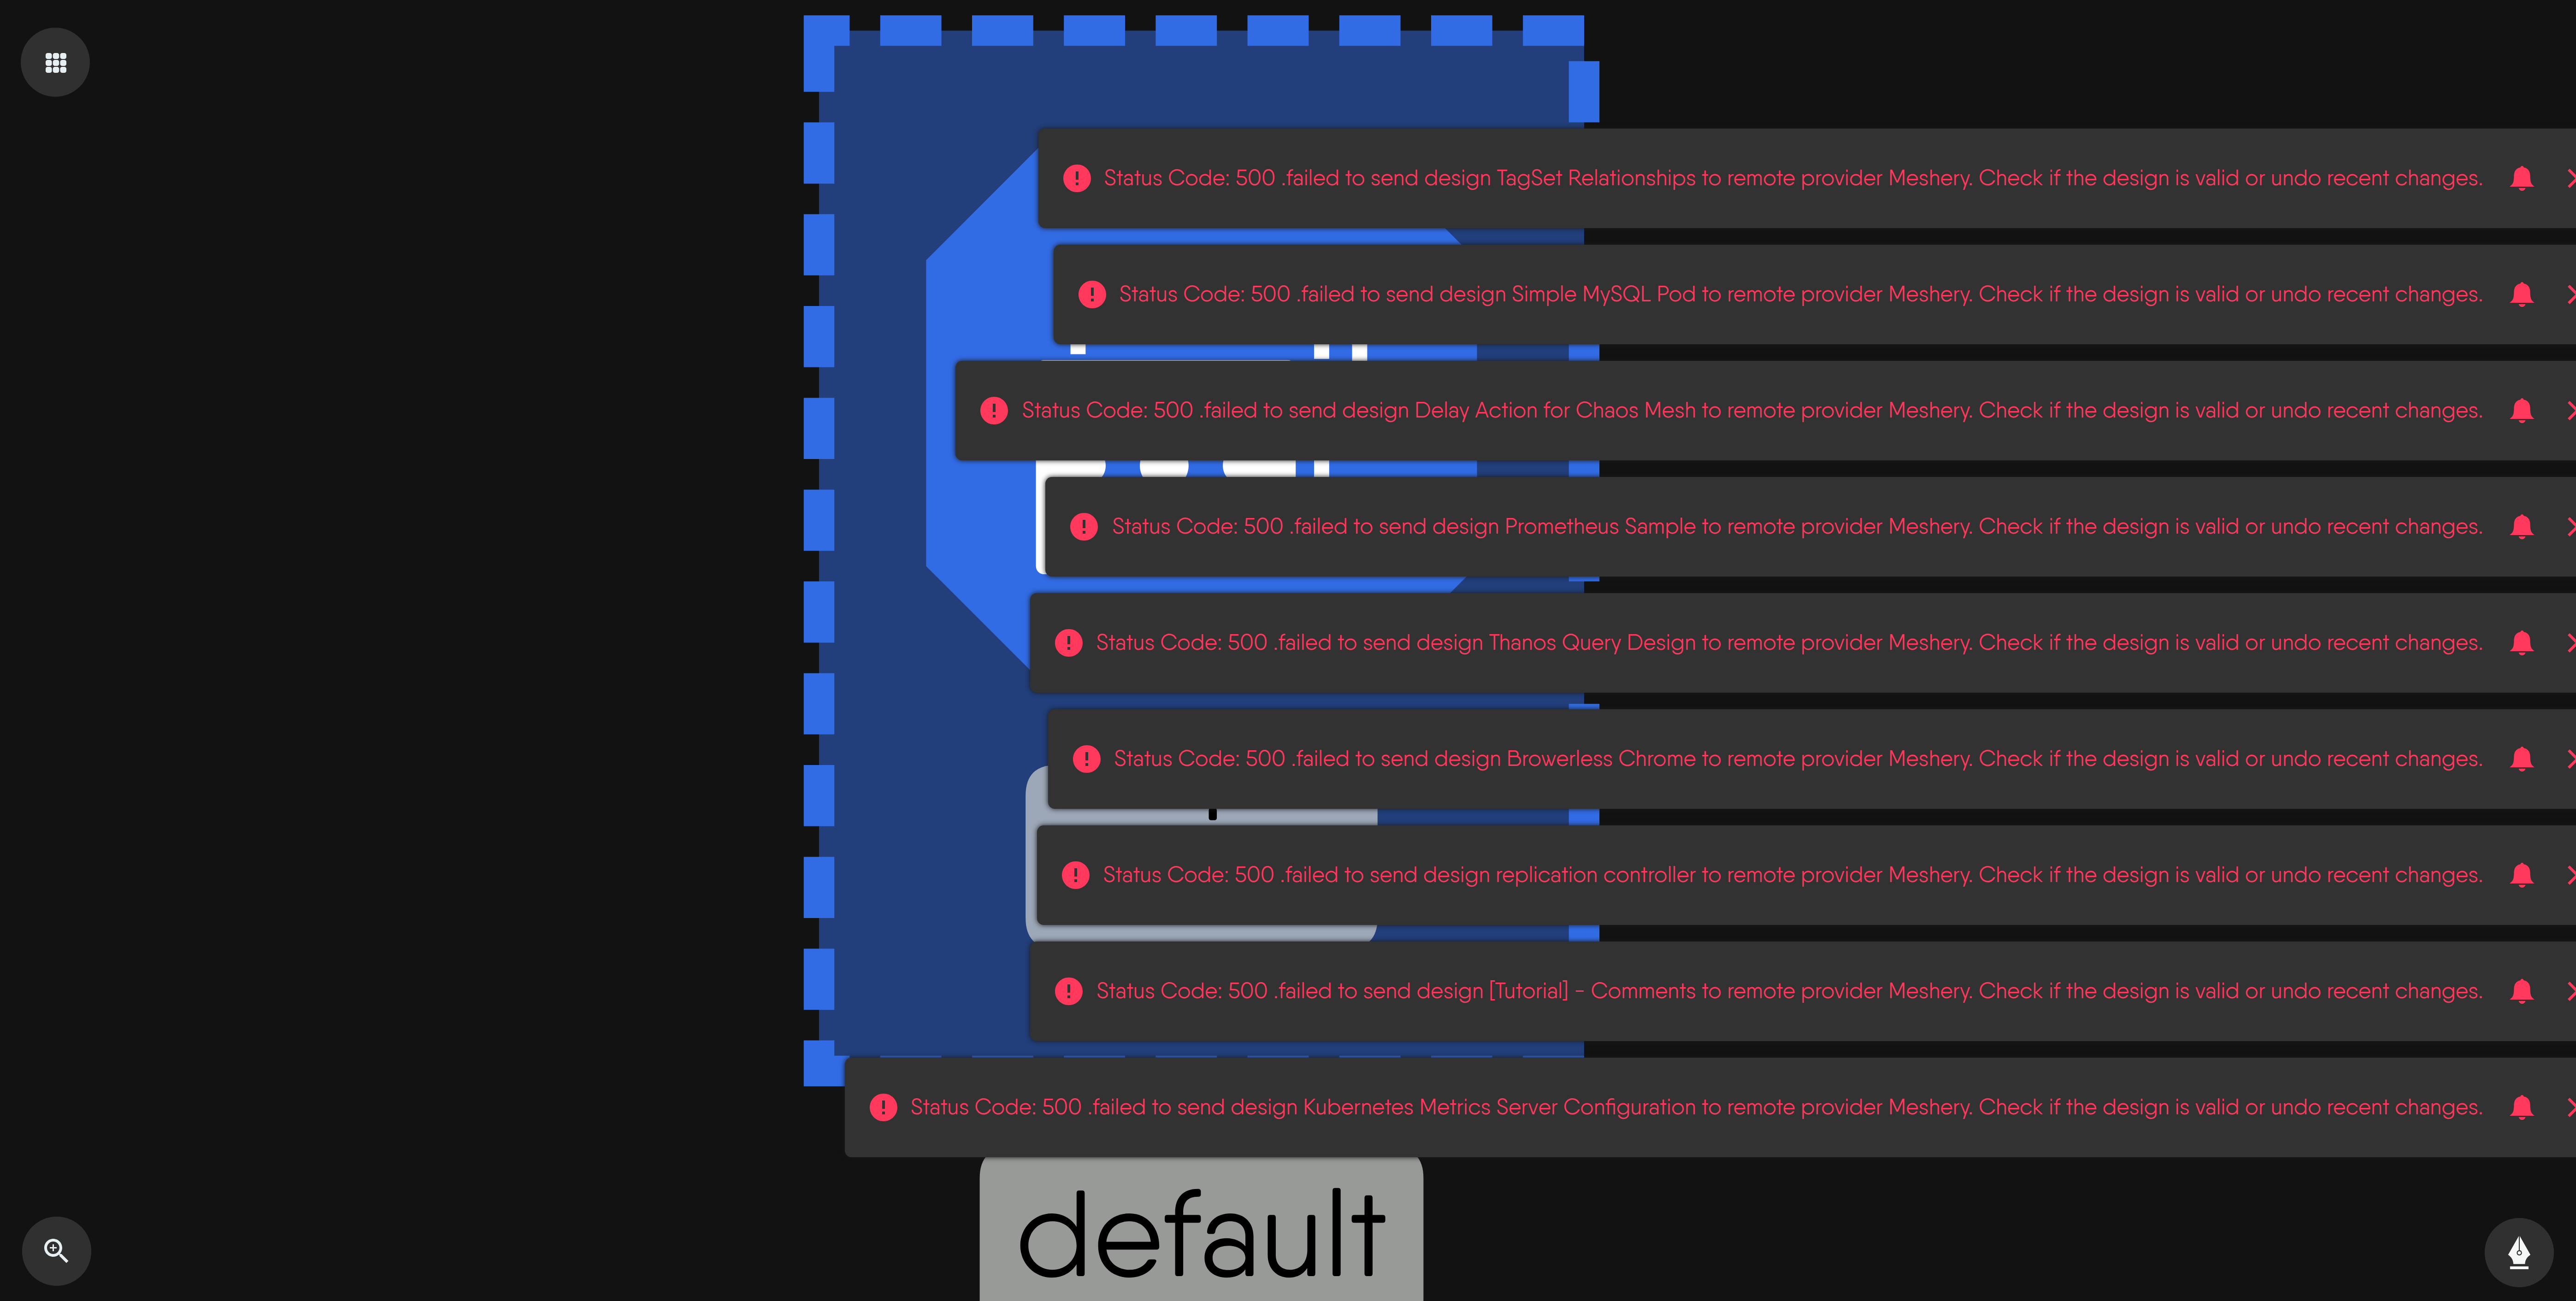 Status Code: 500 .failed to send design TagSet Relationships to remote provider Meshery. Check if the design is valid or undo recent changes.
Status Code: 500 .failed to send design Simple MySQL Pod to remote provider Meshery. Check if the design is valid or undo recent changes.
Status Code: 500 .failed to send design Delay Action for Chaos Mesh to remote provider Meshery. Check if the design is valid or undo recent changes.
Status Code: 500 .failed to send design Prometheus Sample to remote provider Meshery. Check if the design is valid or undo recent changes.
Status Code: 500 .failed to send design Thanos Query Design to remote provider Meshery. Check if the design is valid or undo recent changes.
Status Code: 500 .failed to send design Browerless Chrome to remote provider Meshery. Check if the design is valid or undo recent changes.
Status Code: 500 .failed to send design replication controller to remote provider Meshery. Check if the design is valid or undo recent changes.
Status Code: 500 .failed to send design [Tutorial] - Comments to remote provider Meshery. Check if the design is valid or undo recent changes.
Status Code: 500 .failed to send design Kubernetes Metrics Server Configuration to remote provider Meshery. Check if the design is valid or undo recent changes.
default